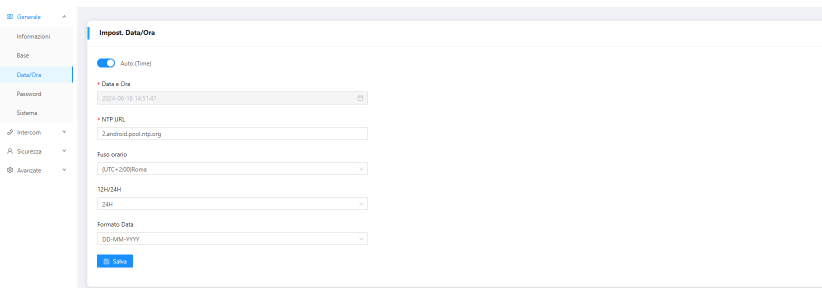 Generale
Informazioni
Base
Data/Ora
Password
Sistema
Intercom
Sicurezza
Avanzate
Impost. Data/Ora
Auto (Time)
* Data e Ora
2024-09-18 14:51:41
* NTP URL
2.android.pool.ntp.org
Fuso orario
(UTC+2:00)Roma
12H/24H
24H
Formato Data
DD-MM-YYYY
Salva